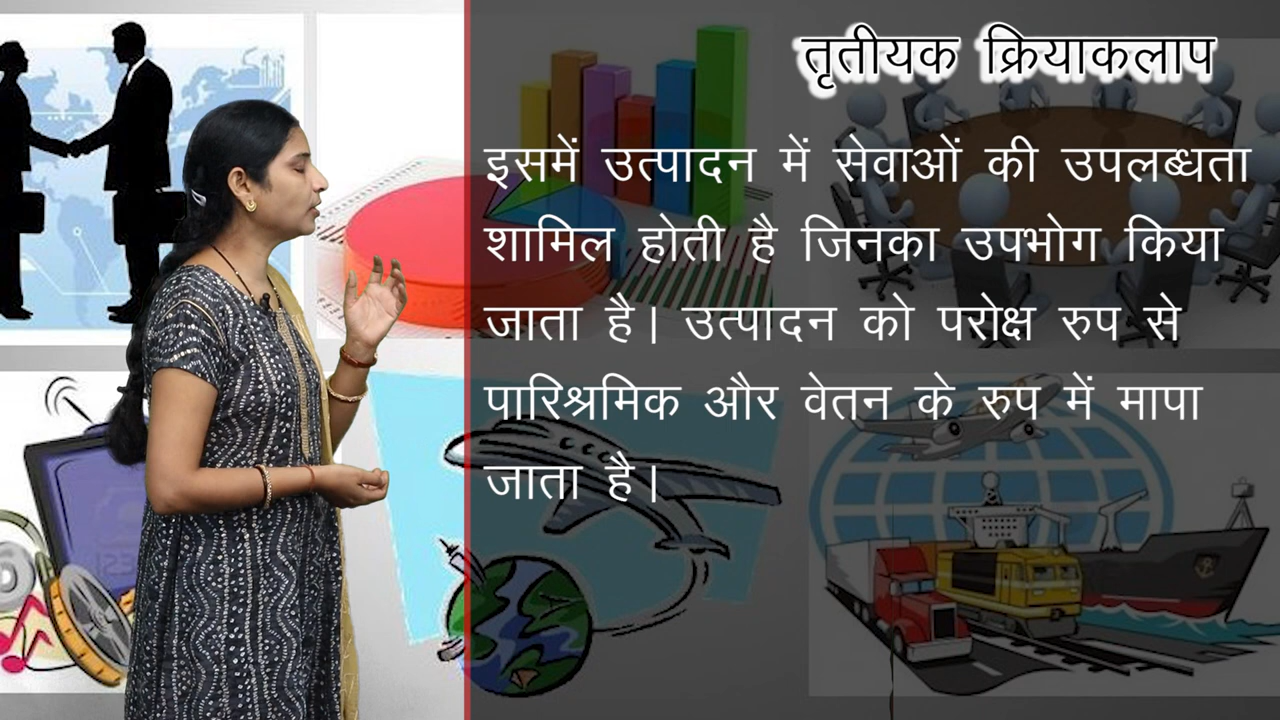 तृतीयक क्रियाकलाप
इसमें उत्पादन में सेवाओं की उपलब्धता
शामिल होती है जिनका उपभोग किया
जाता है। उत्पादन को परोक्ष रुप से
पारिश्रमिक और वेतन के रुप में मापा
जाता है।